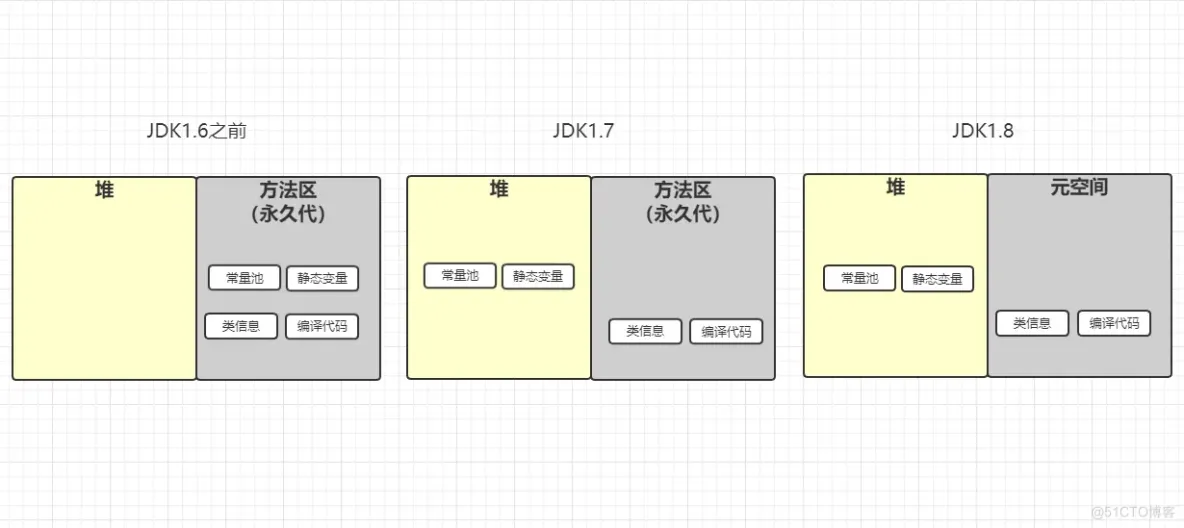 JDK1.6之前
JDK1.7
JDK1.8
堆
方法区
（永久代）
常量池
静态变量
类信息
编译代码
堆
方法区
（永久代）
常量池
静态变量
类信息
编译代码
堆
元空间
常量池
静态变量
类信息
编译代码
@51CTO博客